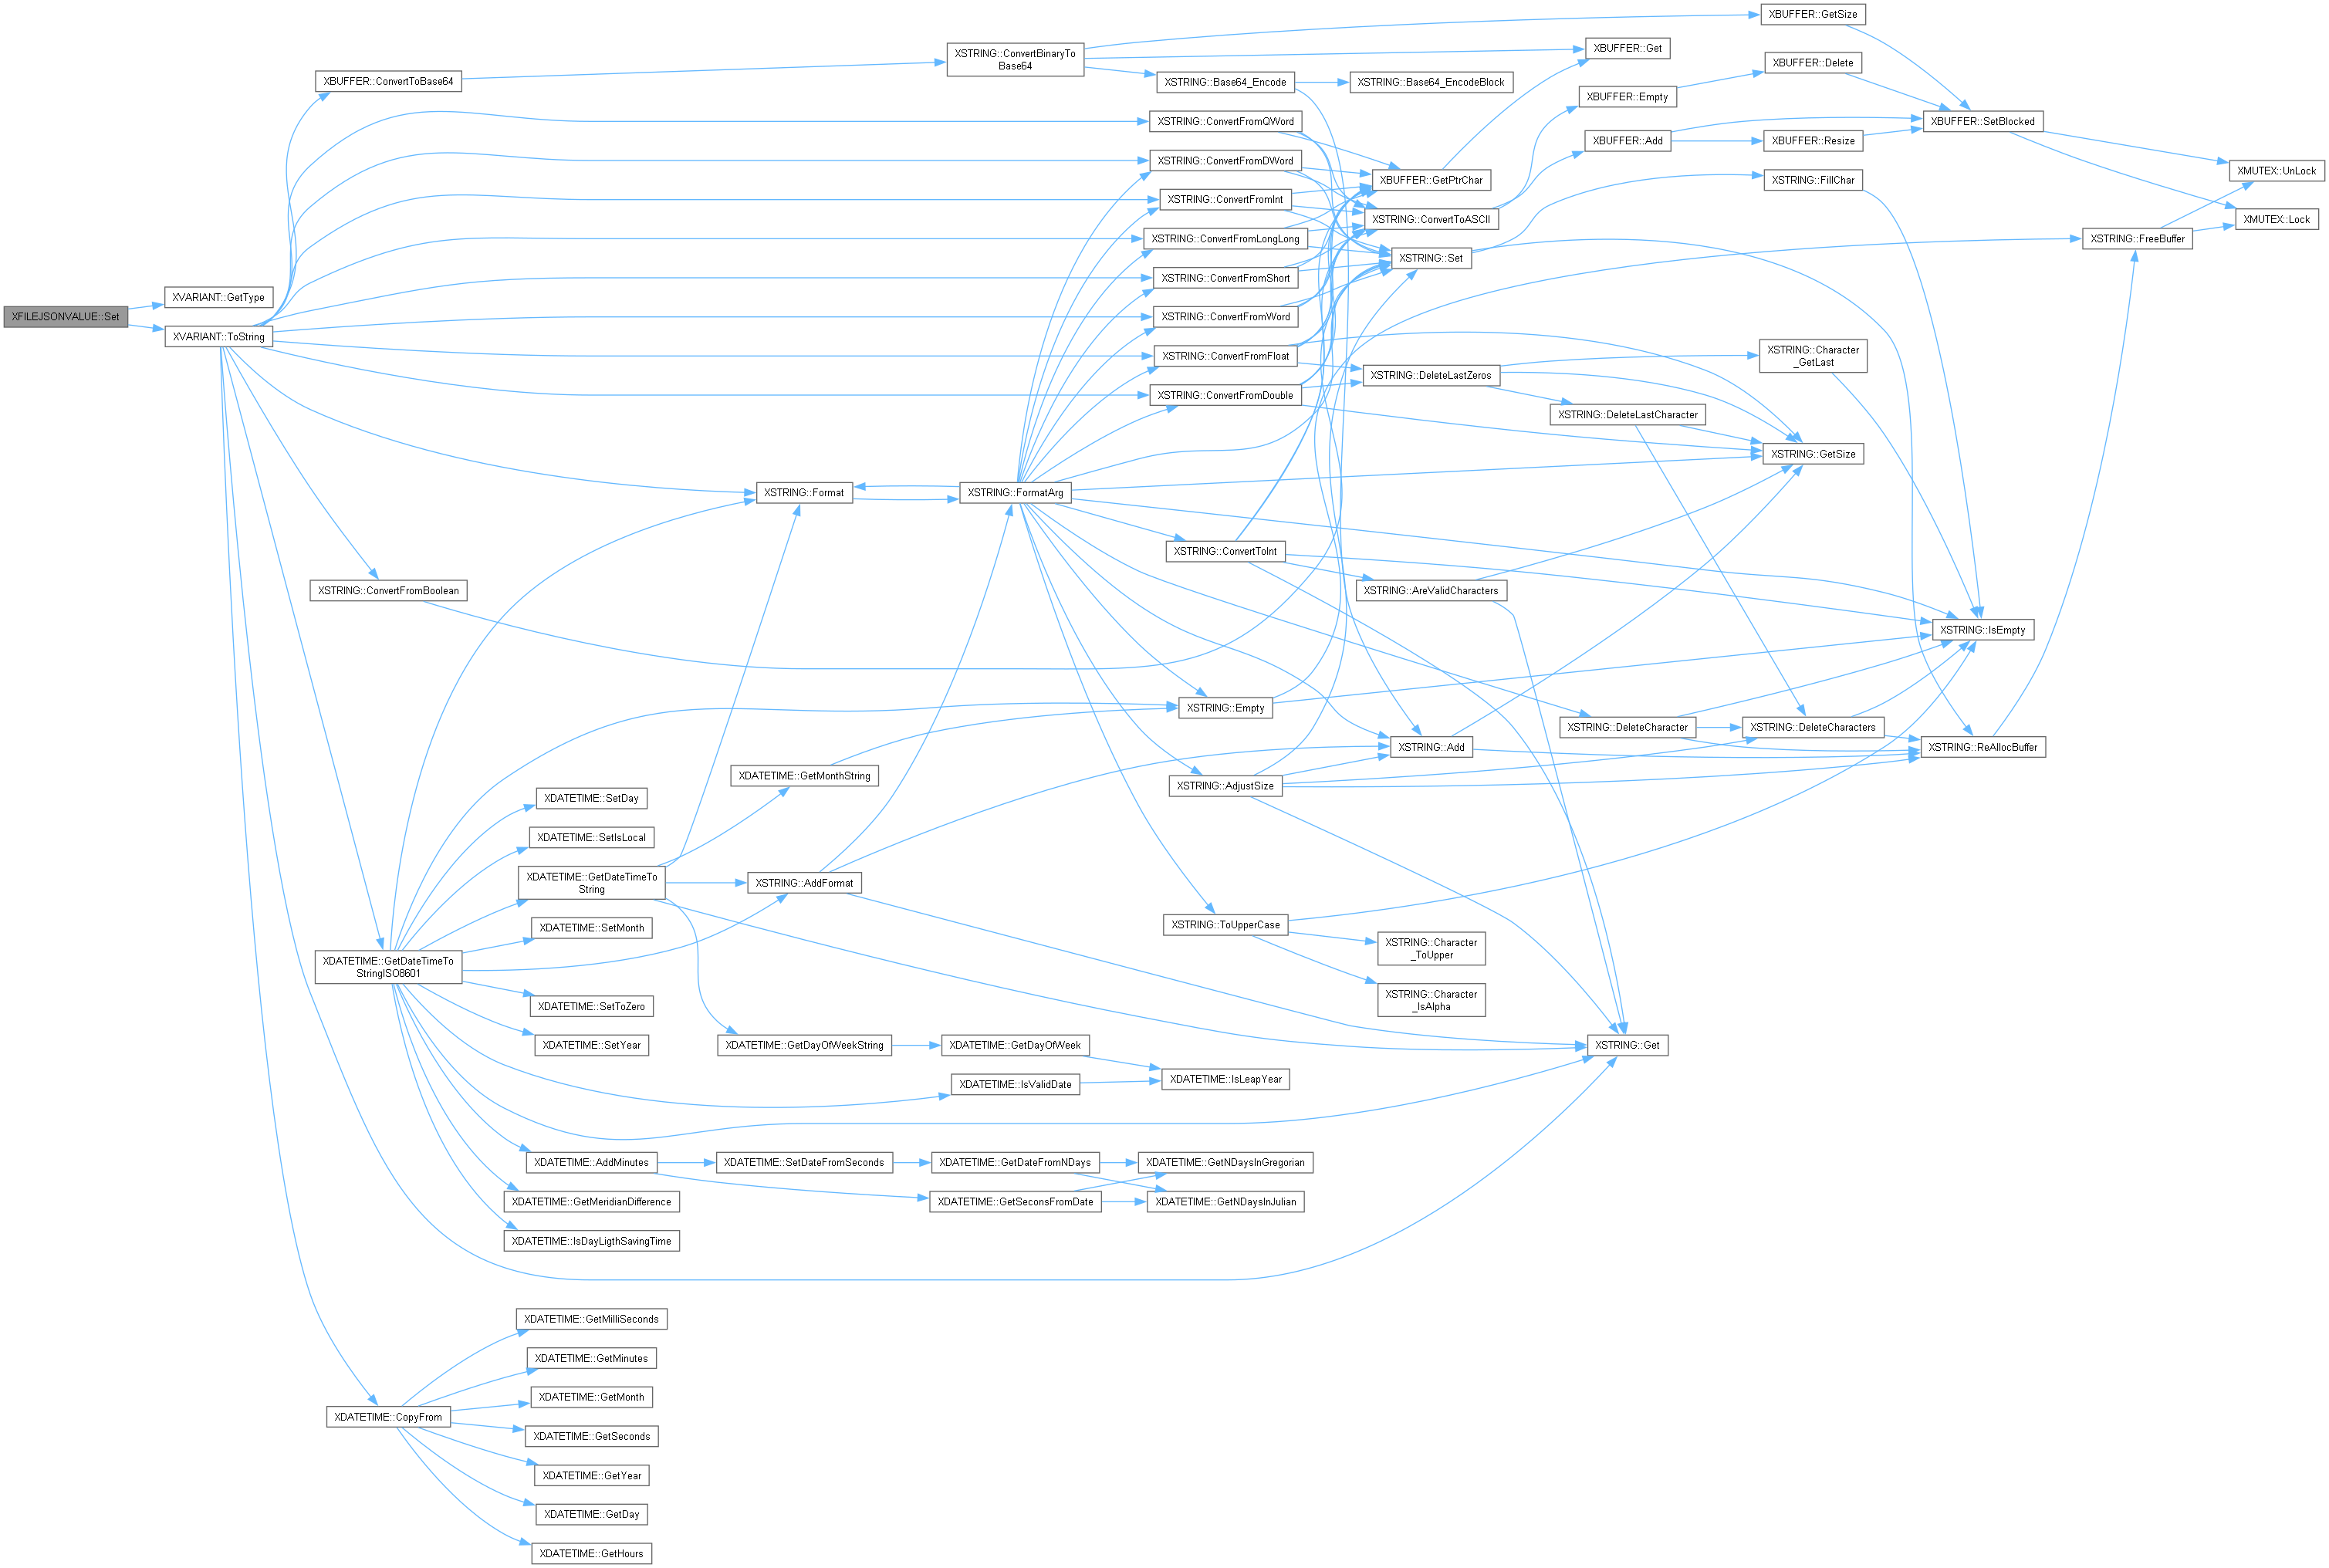 XBUFFER::GetSize
XSTRING::ConvertBinaryTo
Base64
XBUFFER::Get
XBUFFER::Delete
XBUFFER::ConvertToBase64
XSTRING::Base64_Encode
XSTRING::Base64_EncodeBlock
XBUFFER::Empty
XSTRING::ConvertFromQWord
XBUFFER::SetBlocked
XBUFFER::Add
XBUFFER::Resize
XSTRING::ConvertFromDWord
XMUTEX::UnLock
XBUFFER::GetPtrChar
XSTRING::FillChar
XSTRING::ConvertFromInt
XSTRING::ConvertToASCII
XMUTEX::Lock
XSTRING::ConvertFromLongLong
XSTRING::FreeBuffer
XSTRING::Set
XSTRING::ConvertFromShort
XVARIANT::GetType
XFILEJSONVALUE::Set
XSTRING::ConvertFromWord
XVARIANT::ToString
XSTRING::ConvertFromFloat
XSTRING::Character
_GetLast
XSTRING::DeleteLastZeros
XSTRING::ConvertFromDouble
XSTRING::DeleteLastCharacter
XSTRING::GetSize
XSTRING::Format
XSTRING::FormatArg
XSTRING::ConvertToInt
XSTRING::ConvertFromBoolean
XSTRING::AreValidCharacters
XSTRING::IsEmpty
XSTRING::Empty
XSTRING::DeleteCharacter
XSTRING::DeleteCharacters
XSTRING::Add
XSTRING::ReAllocBuffer
XDATETIME::GetMonthString
XSTRING::AdjustSize
XDATETIME::SetDay
XDATETIME::SetIsLocal
XDATETIME::GetDateTimeTo
String
XSTRING::AddFormat
XSTRING::ToUpperCase
XDATETIME::SetMonth
XSTRING::Character
_ToUpper
XDATETIME::GetDateTimeTo
StringISO8601
XSTRING::Character
_IsAlpha
XDATETIME::SetToZero
XDATETIME::SetYear
XDATETIME::GetDayOfWeekString
XDATETIME::GetDayOfWeek
XSTRING::Get
XDATETIME::IsLeapYear
XDATETIME::IsValidDate
XDATETIME::AddMinutes
XDATETIME::SetDateFromSeconds
XDATETIME::GetDateFromNDays
XDATETIME::GetNDaysInGregorian
XDATETIME::GetMeridianDifference
XDATETIME::GetSeconsFromDate
XDATETIME::GetNDaysInJulian
XDATETIME::IsDayLigthSavingTime
XDATETIME::GetMilliSeconds
XDATETIME::GetMinutes
XDATETIME::GetMonth
XDATETIME::CopyFrom
XDATETIME::GetSeconds
XDATETIME::GetYear
XDATETIME::GetDay
XDATETIME::GetHours